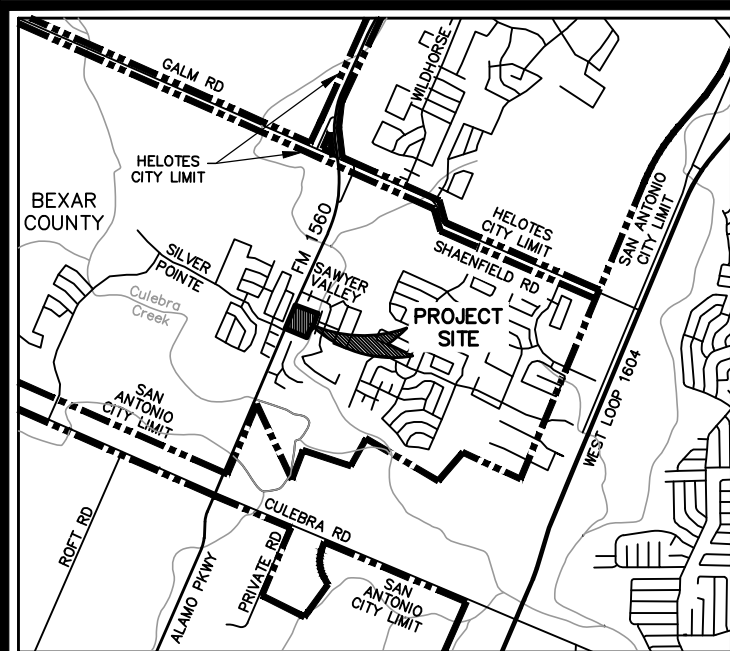 GALM RD
WILDHORSE
HELOTES
CITY LIMIT
BEXAR
COUNTY
FM 1560
HELOTES
CITY LIMIT
SAN ANTONIO
CITY LIMIT
SHAENFIELD RD
SILVER
POINTE
SAWYER
VALLEY
Culebra
Creek
PROJECT
SITE
WEST LOOP 1604
SAN
ANTONIO
CITY LIMIT
CULEBRA RD
ROFT RD
PRIVATE RD
ALAMO PKWY
SAN
ANTONIO
CITY LIMIT